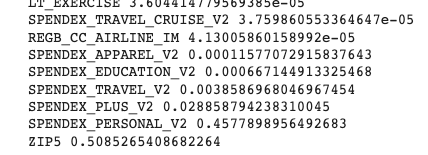 LT_EXERCISE 3.604414779569385e-05
SPENDEX_TRAVEL_CRUISE_V2 3.759860553364647e-05
REGB_CC_AIRLINE_IM 4.13005860158992e-05
SPENDEX_APPAREL_V2 0.00011577072915837643
SPENDEX_EDUCATION_V2 0.000667144913325468
SPENDEX_TRAVEL_V2 0.0038586968046967454
SPENDEX_PLUS_V2 0.028858794238310045
SPENDEX_PERSONAL_V2 0.4577898956492683
ZIP5 0.5085265408682264